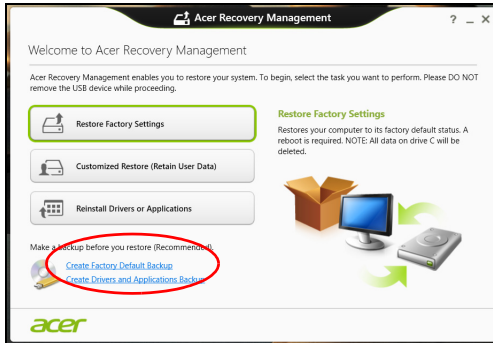 Acer Recovery Management
Welcome to Acer Recovery Management
Acer Recovery Management enables you to restore your system. To begin, select the task you want to perform. Please DO NOT
remove the USB device while proceeding.
Restore Factory Settings
Customized Restore (Retain User Data)
Reinstall Drivers or Applications
Restore Factory Settings
Restores your computer to its factory default status. A
reboot is required. NOTE: All data on drive C will be
deleted.
Make a backup before you restore (Recommended).
Create Factory Default Backup
Create Drivers and Applications Backup
acer